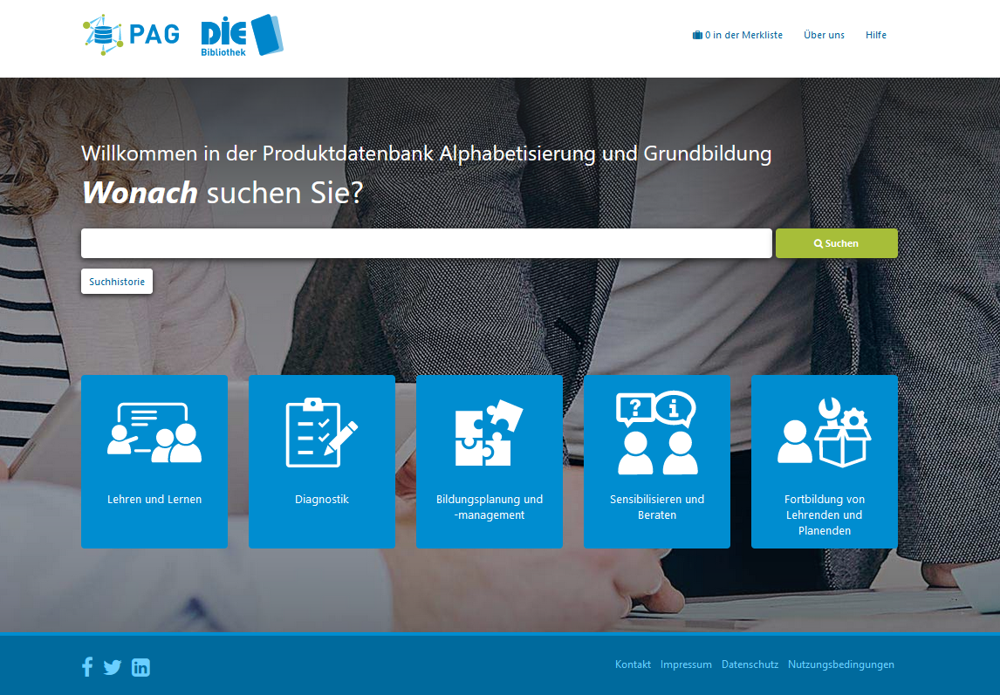 PAG
DIE
Bibliothek
0 in der Merkliste
Über uns
Hilfe
Willkommen in der Produktdatenbank Alphabetisierung und Grundbildung
Wonach suchen Sie?
Suchen
Suchhistorie
Lehren und Lernen
Diagnostik
Bildungsplanung und
-management
Sensibilisieren und
Beraten
Fortbildung von
Lehrenden und
Planenden
Kontakt
Impressum
Datenschutz
Nutzungsbedingungen